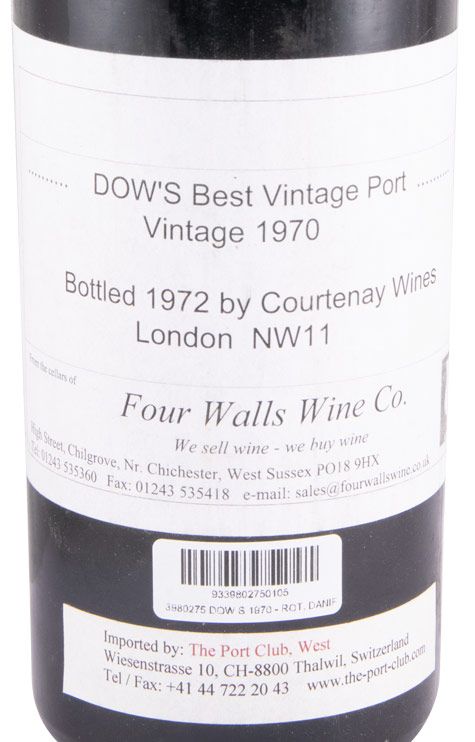 DOW'S Best Vintage Port
Vintage 1970
Bottled 1972 by Courtenay Wines
London NW11
From the cellars of
Four Walls Wine Co.
We sell wine - we buy wine
High Street, Chilgrove, Nr. Chichester, West Sussex PO18 9HX
Tel: 01243 535360 Fax: 01243 535418 e-mail: sales@fourwallswine.co.uk
9339802750105
3980275 DOW S 1970 - ROT. DANIF
Imported by: The Port Club, West
Wiesenstrasse 10, CH-8800 Thalwil, Switzerland
Tel / Fax: +41 44 722 20 43 www.the-port-club.com